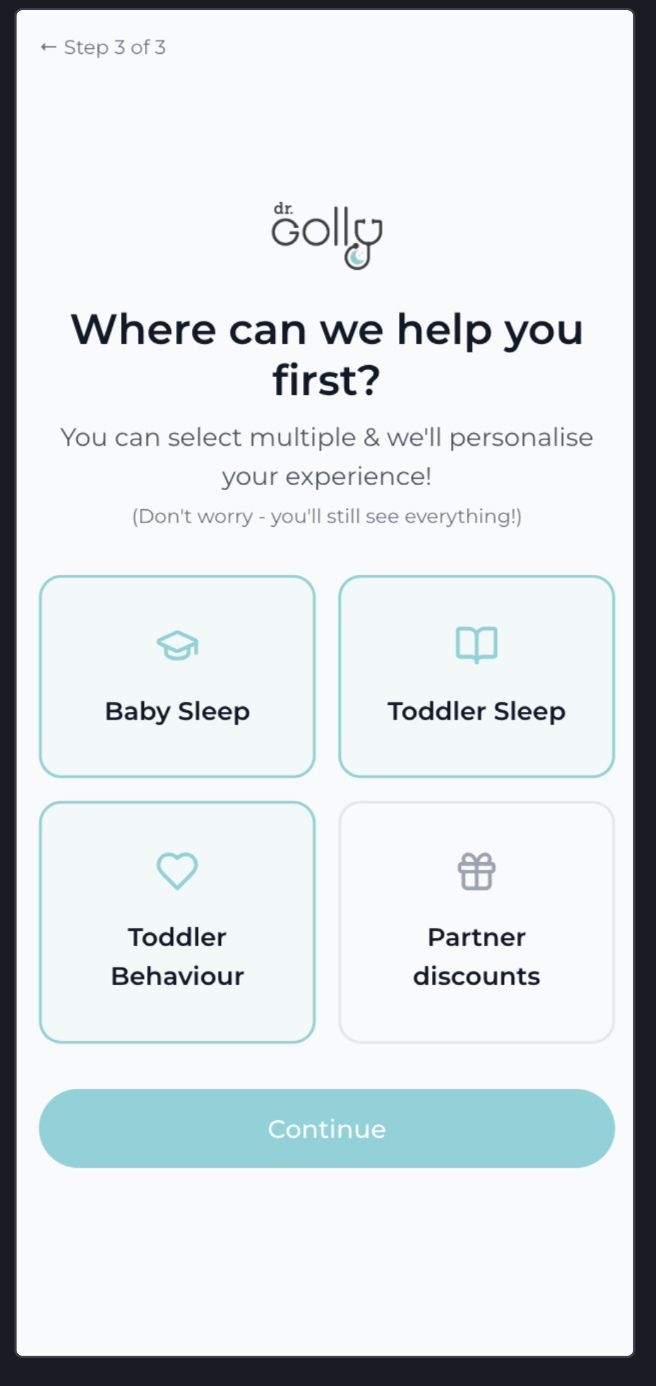 ← Step 3 of 3
dr.
Golly
Where can we help you
first?
You can select multiple & we'll personalise
your experience!
(Don't worry - you'll still see everything!)
Baby Sleep
Toddler Sleep
Toddler
Behaviour
Partner
discounts
Continue